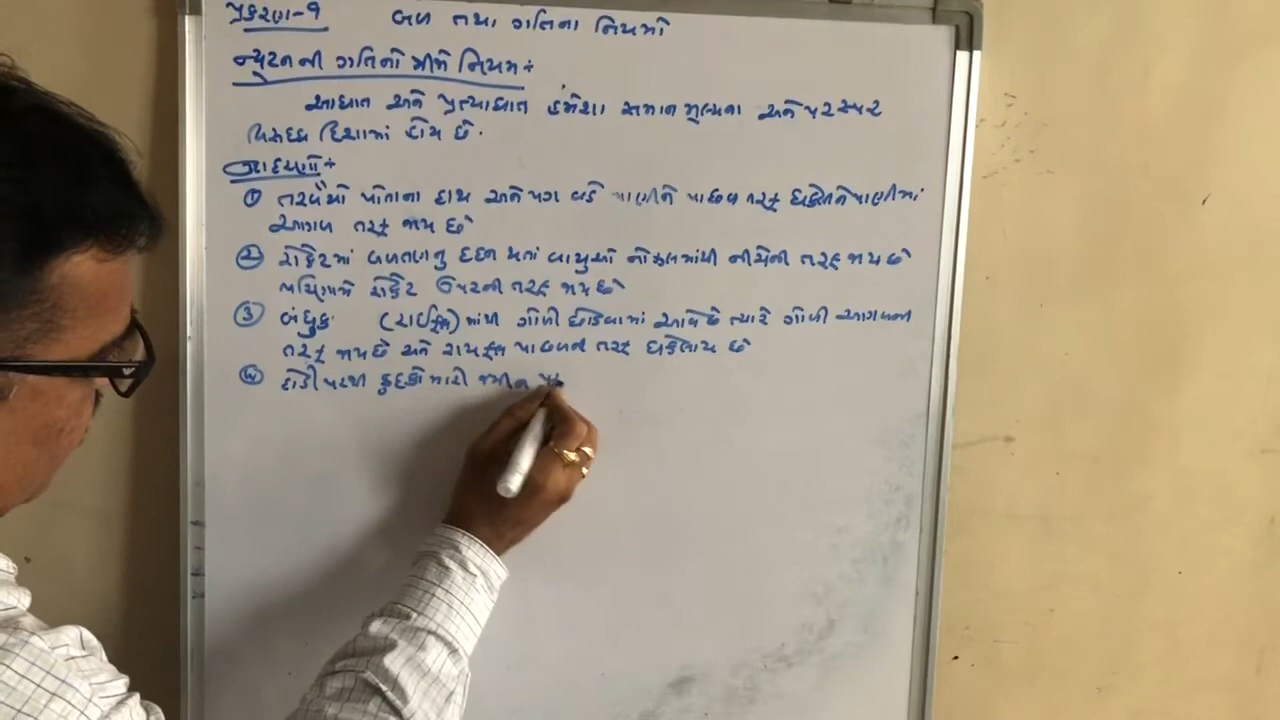 પ્રકરણ-૧ બળ તથા ગતિના નિયમો
ન્યુટનની ગતિનો ત્રીજો નિયમ:
આઘાત અને પ્રત્યાઘાત હંમેશા સમાન મુલ્યના અને પરસ્પર
વિરુદ્ધ દિશામાં હોય છે.
ઉદાહરણો:
① તરવૈયો પોતાના હાથ અને પગ વડે પાણીને પાછળ તરફ ધકેલીને પાણીમાં
આગળ તરફ જાય છે
② રોકેટમાં બળતણનુ દહન થતાં વાયુઓ નોઝલમાંથી નીચેની તરફ જાય છે
પરિણામે રોકેટ ઉપરની તરફ જાય છે
③ બંધુક (રાઈફલ) માંથી ગોળી છોડવામાં આવે છે ત્યારે ગોળી આગળના
તરફ જાય છે અને રાયફલ પાછળની તરફ ધકેલાય છે
④ હોડી પરથી કુદકો મારી જમીન પર